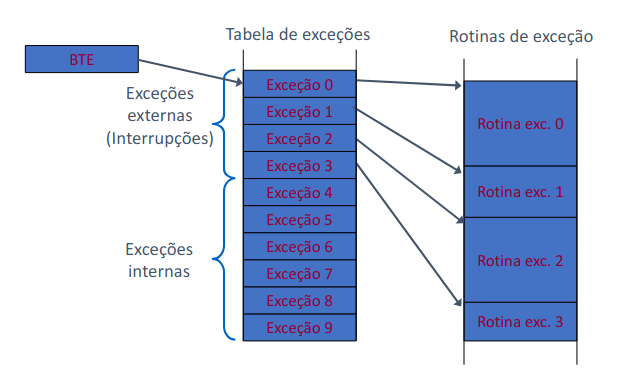 Tabela de exceções
Rotinas de exceção
BTE
Exceções
externas
(Interrupções)
Exceções
internas
Exceção 0
Exceção 1
Exceção 2
Exceção 3
Exceção 4
Exceção 5
Exceção 6
Exceção 7
Exceção 8
Exceção 9
Rotina exc. 0
Rotina exc. 1
Rotina exc. 2
Rotina exc. 3